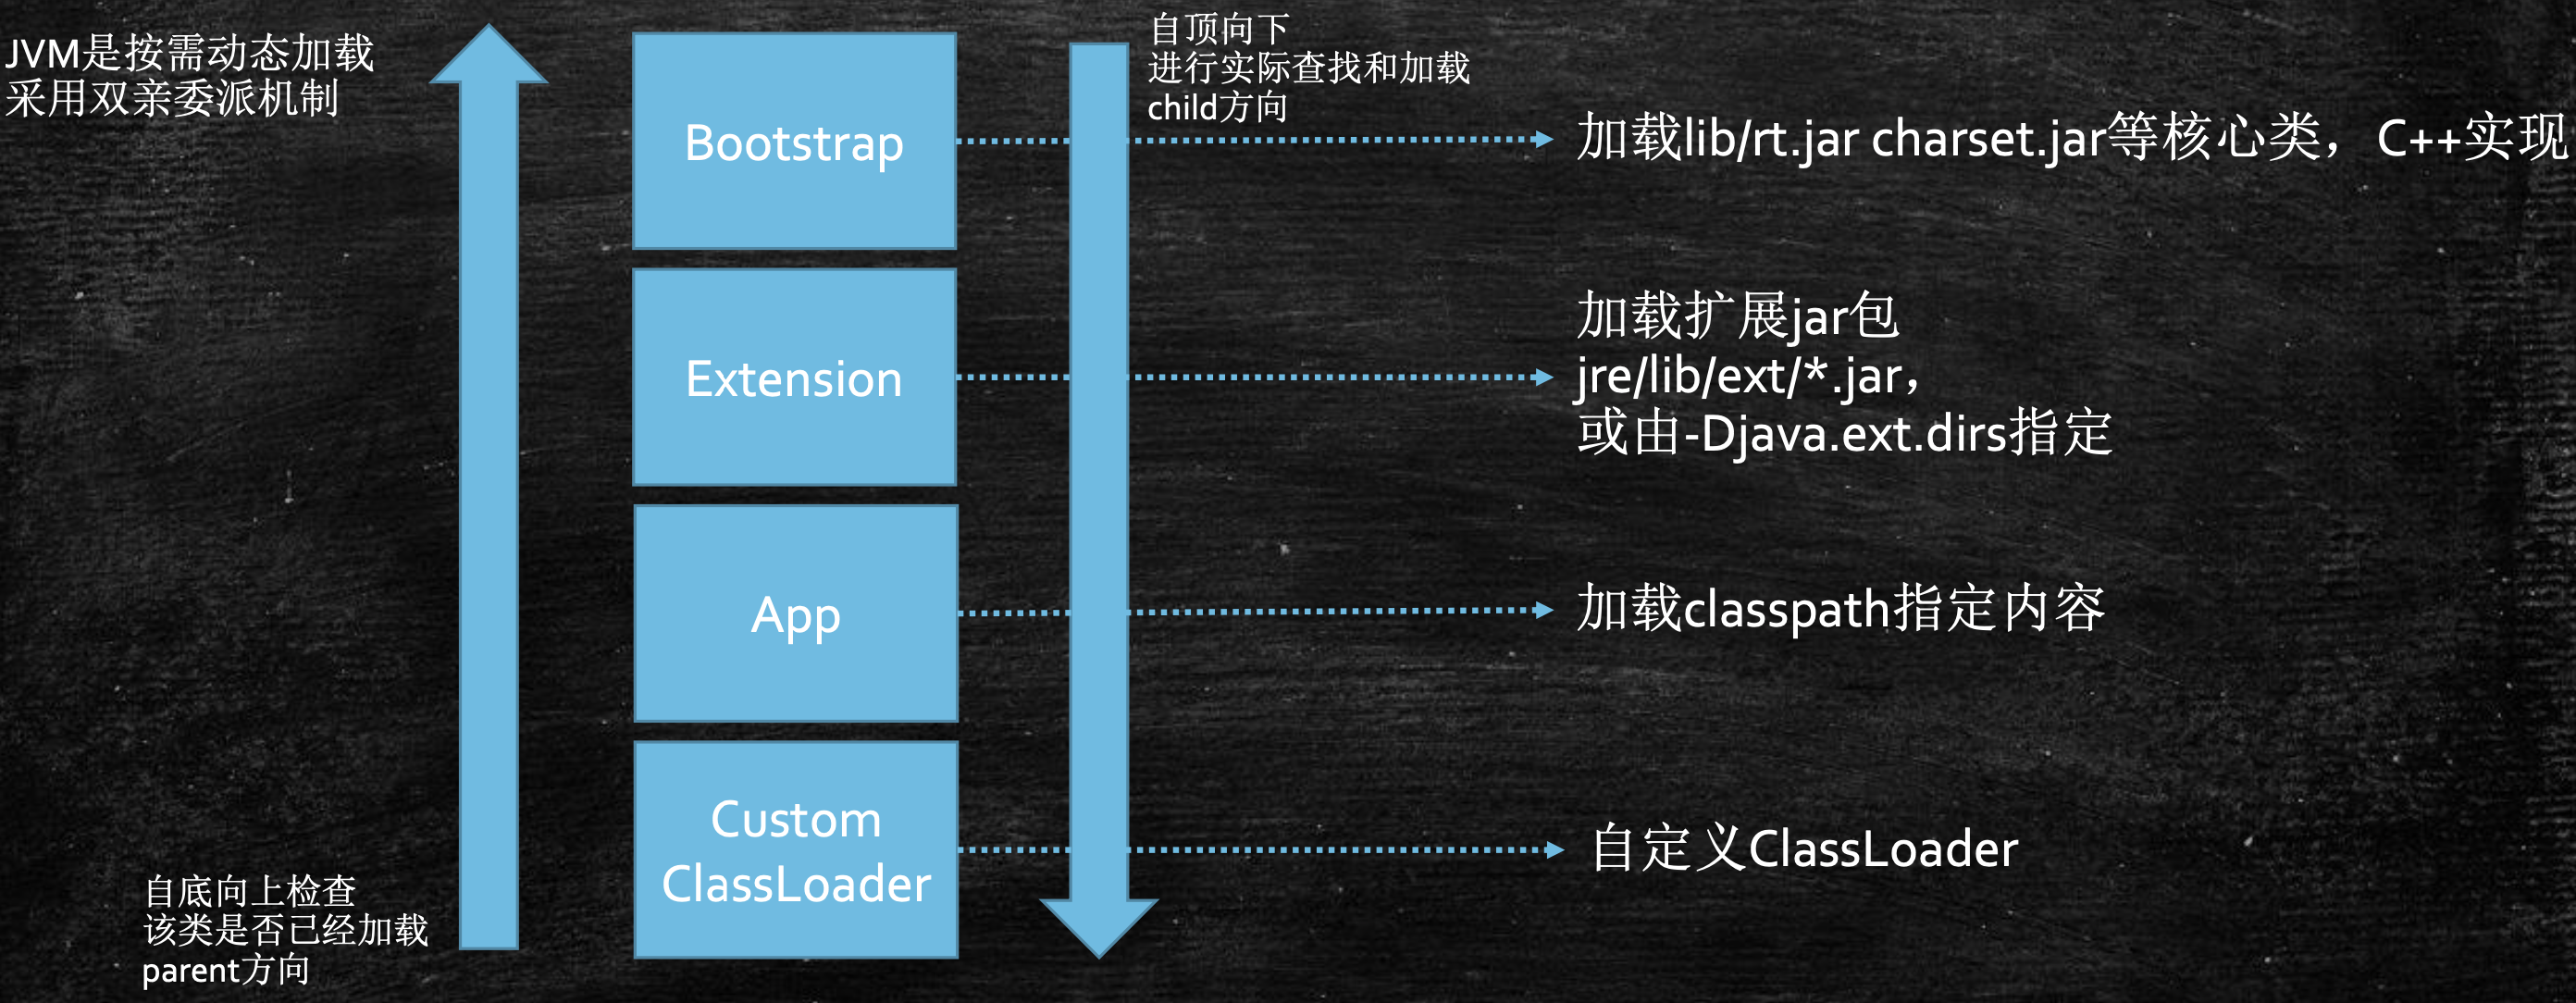 JVM是按需动态加载
采用双亲委派机制
自顶向下
进行实际查找和加载
child方向
Bootstrap
加载lib/rt.jar charset.jar等核心类，C++实现
Extension
加载扩展jar包
jre/lib/ext/*.jar，
或由-Djava.ext.dirs指定
App
加载classpath指定内容
Custom
ClassLoader
自定义ClassLoader
自底向上检查
该类是否已经加载
parent方向